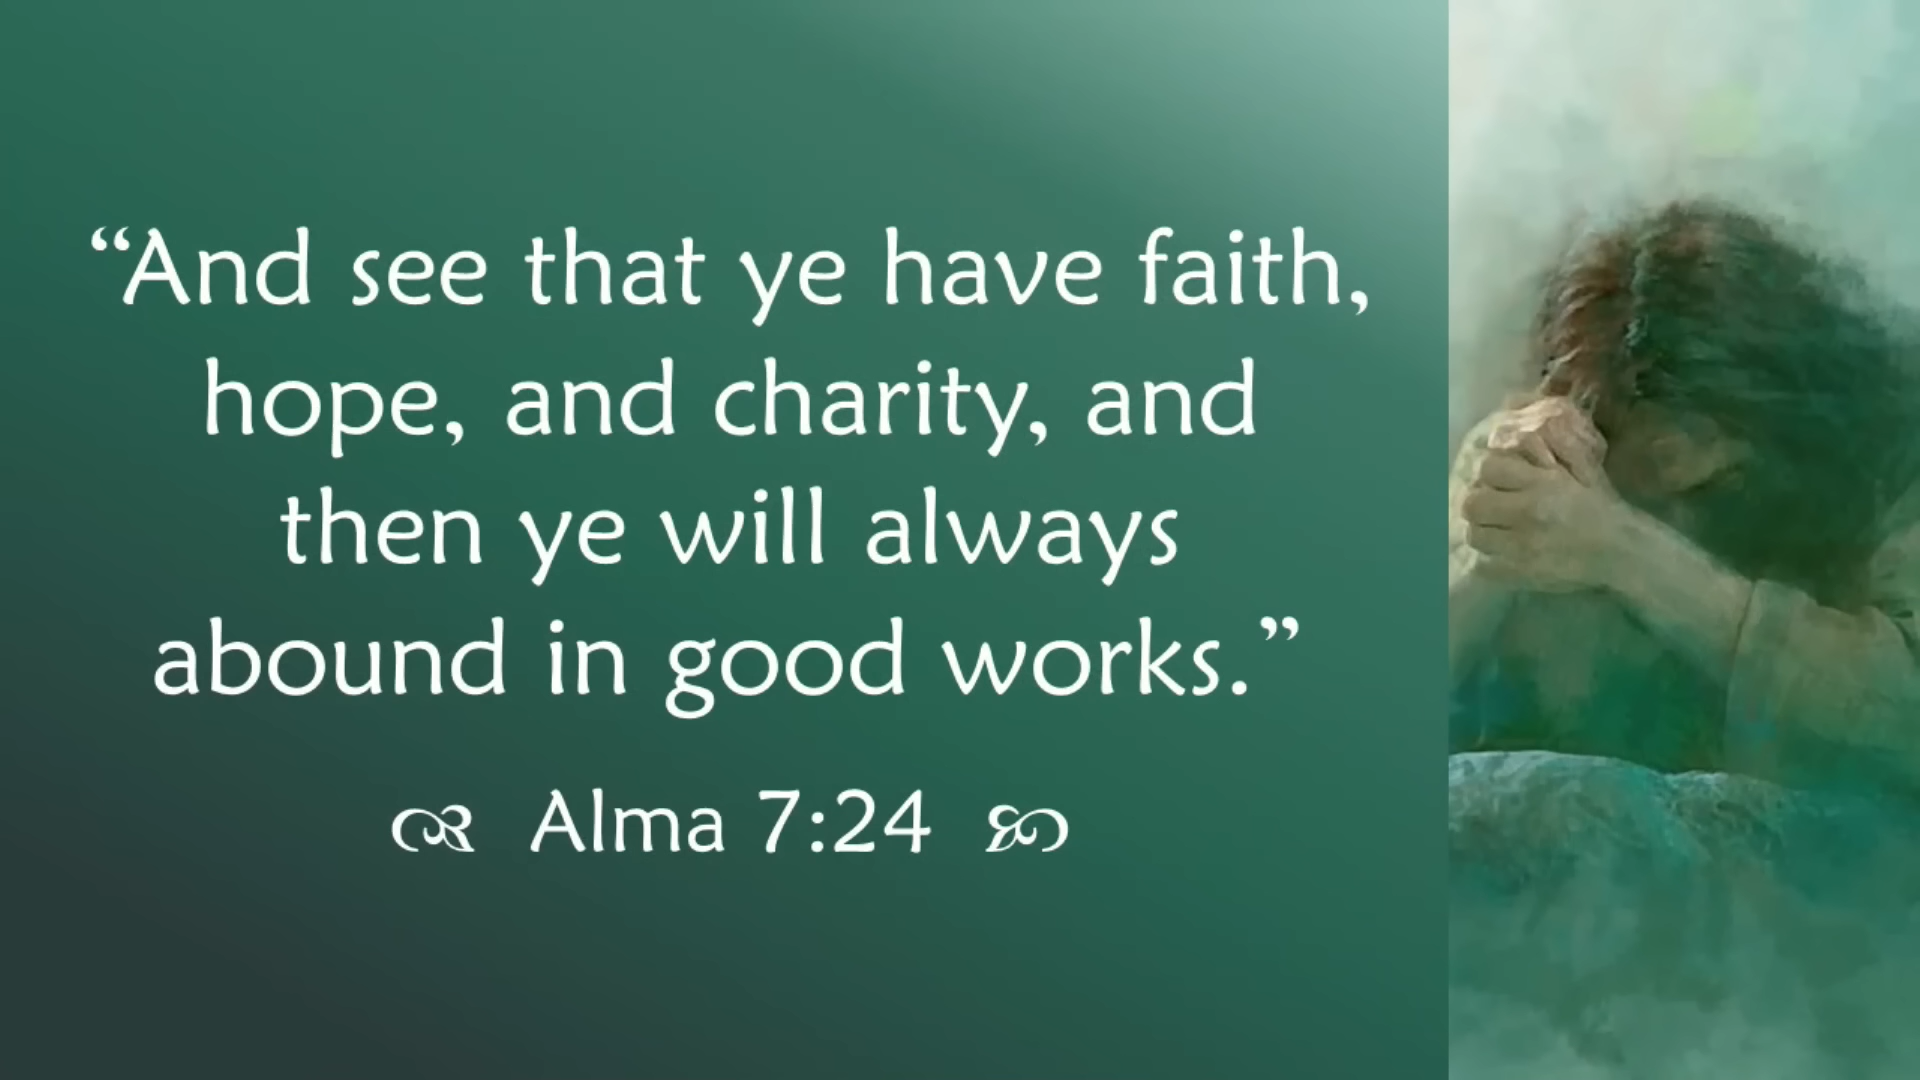 “And see that ye have faith,
hope, and charity, and
then ye will always
abound in good works.”
Alma 7:24